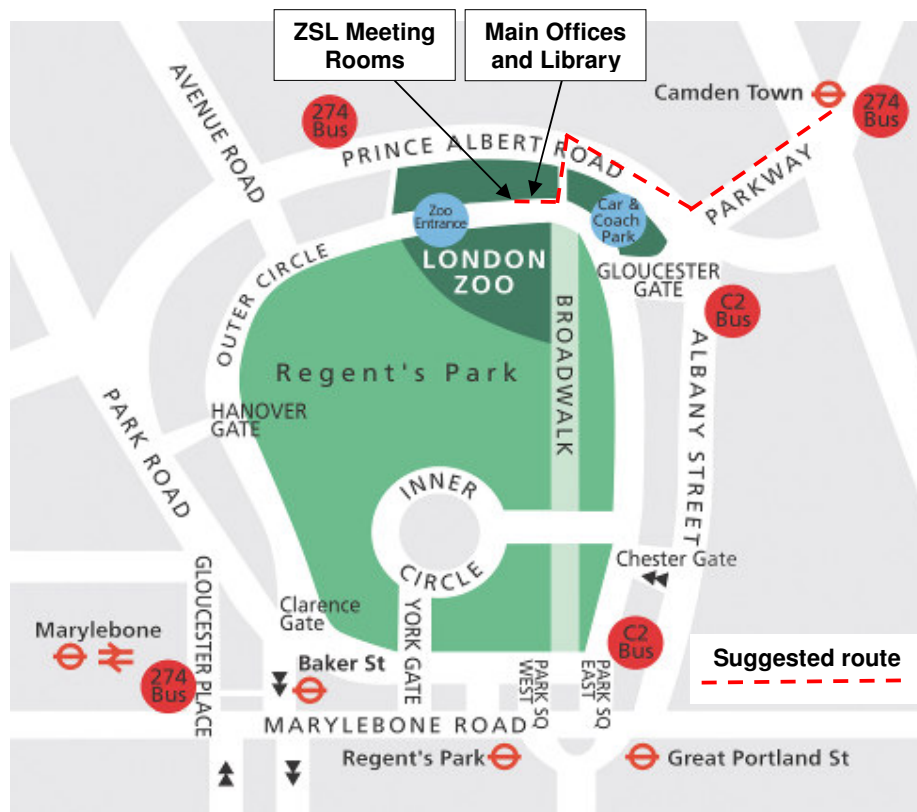 ZSL Meeting
Rooms
Main Offices
and Library
Camden Town
274
Bus
274
Bus
AVENUE ROAD
PRINCE ALBERT ROAD
PARKWAY
Zoo
Entrance
Car &
Coach
Park
LONDON
ZOO
GLOUCESTER
GATE
C2
Bus
OUTER CIRCLE
BROADWALK
ALBANY STREET
Regent's Park
HANOVER
GATE
PARK ROAD
INNER
CIRCLE
Chester Gate
GLOUCESTER PLACE
Clarence
Gate
YORK GATE
Marylebone
C2
Bus
Baker St
274
Bus
PARK SQ
WEST
PARK SQ
EAST
Suggested route
MARYLEBONE ROAD
Regent's Park
Great Portland St